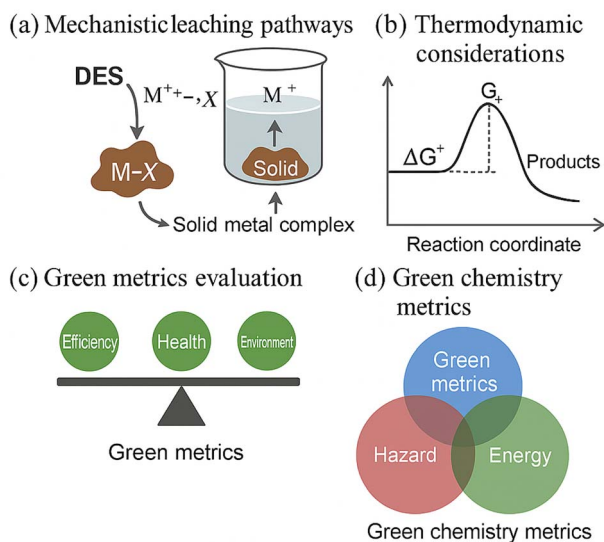 (a) Mechanistic leaching pathways
DES
M⁺⁺–,X
M⁺
M–X
Solid
Solid metal complex
(b) Thermodynamic
considerations
G₊
ΔG⁺
Products
Reaction coordinate
(c) Green metrics evaluation
Efficiency
Health
Environment
Green metrics
(d) Green chemistry
metrics
Green
metrics
Hazard
Energy
Green chemistry metrics